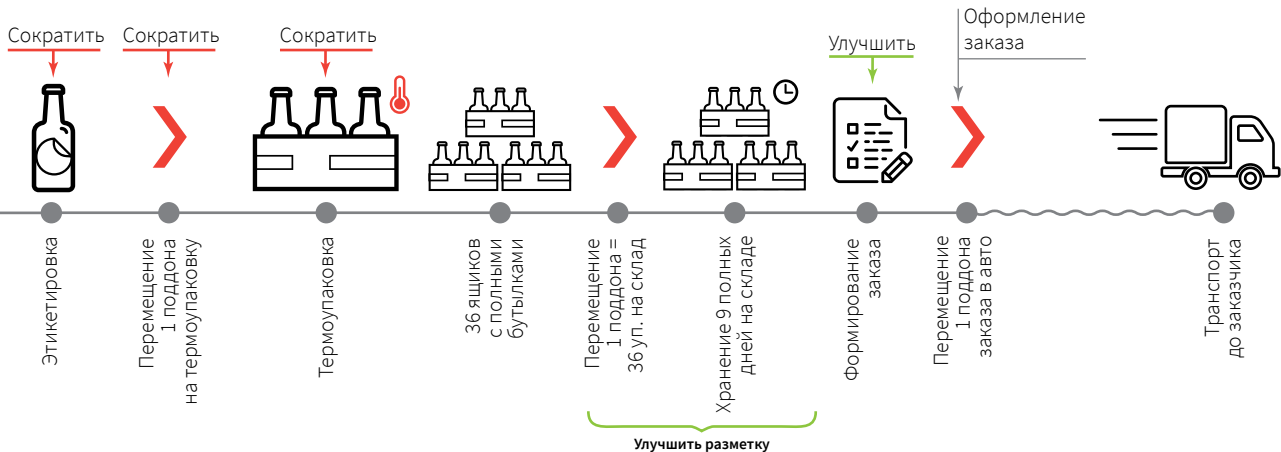 Сократить
Сократить
Сократить
Улучшить
Оформление
заказа
Этикетировка
Перемещение
1 поддона
на термоупаковку
Термоупаковка
36 ящиков
с полными
бутылками
Перемещение
1 поддона =
36 уп. на склад
Хранение 9 полных
дней на складе
Формирование
заказа
Перемещение
1 поддона
заказа в авто
Транспорт
до заказчика
Улучшить разметку